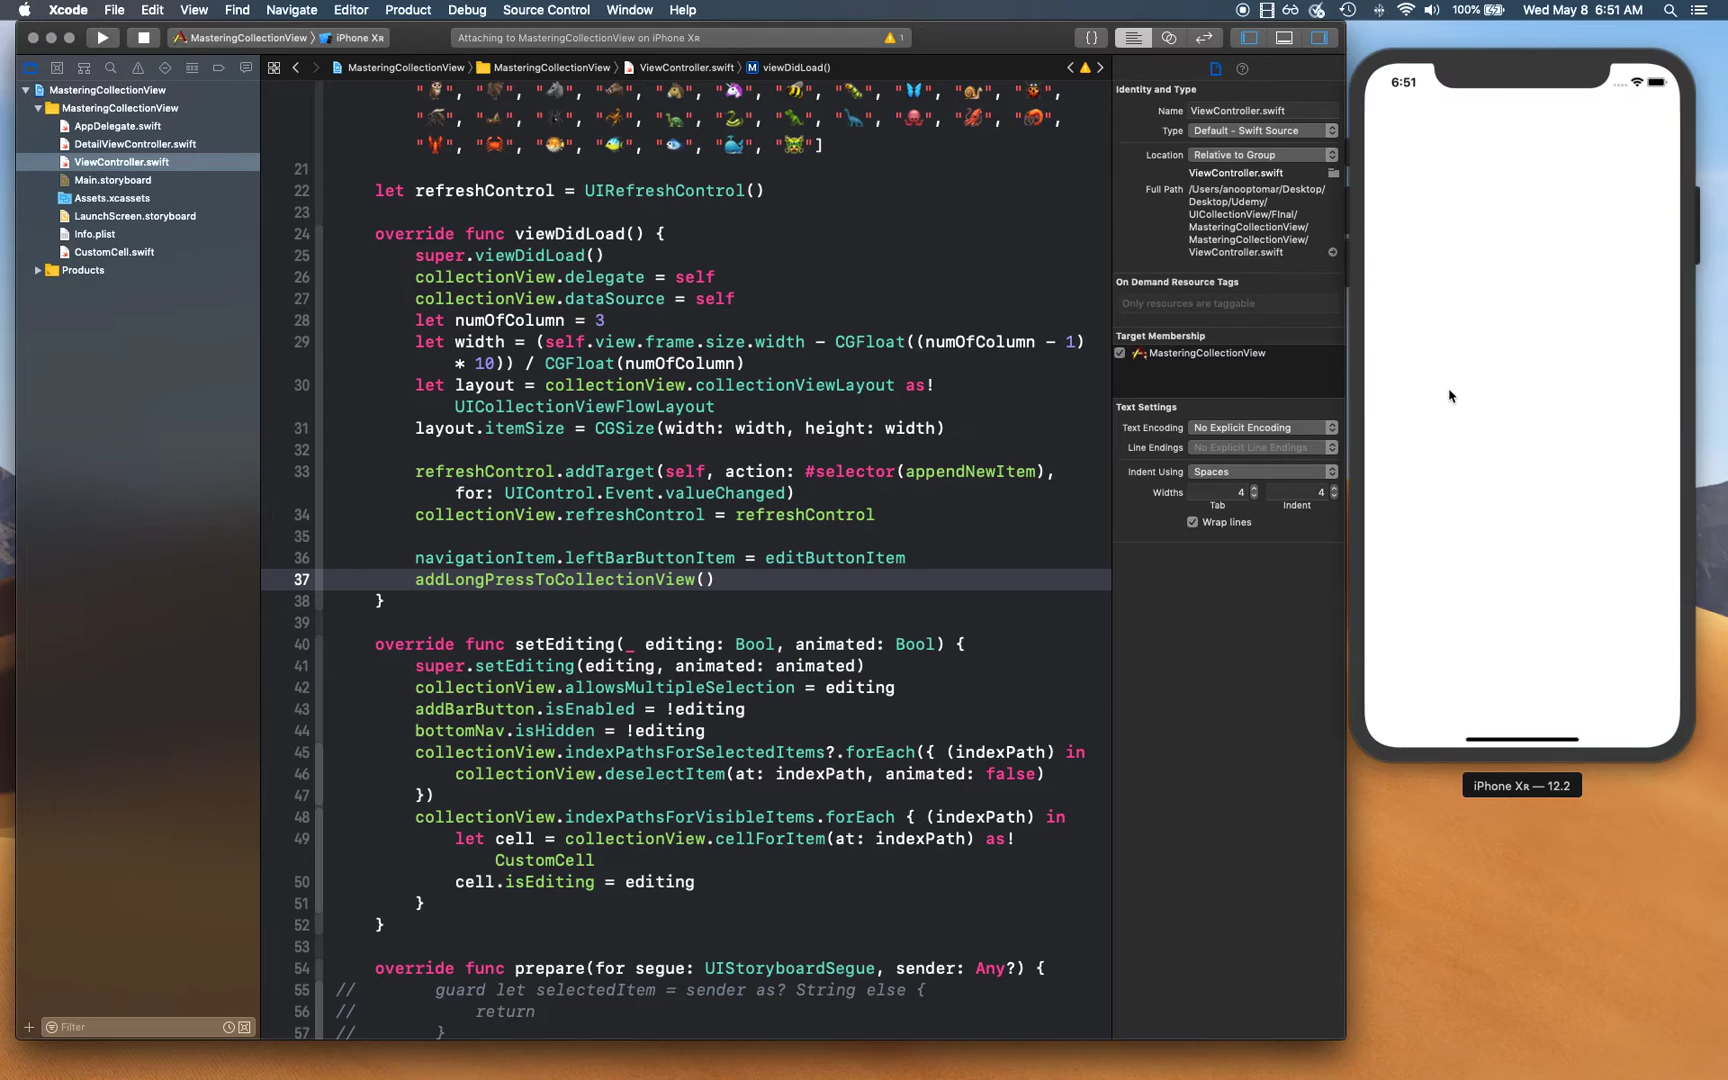 Xcode File Edit View Find Navigate Editor Product Debug Source Control Window Help 100% Wed May 8 6:51 AM
MasteringCollectionView iPhone Xʀ Attaching to MasteringCollectionView on iPhone Xʀ 1 { }
MasteringCollectionView MasteringCollectionView ViewController.swift M viewDidLoad()
MasteringCollectionView
MasteringCollectionView
AppDelegate.swift
DetailViewController.swift
ViewController.swift
Main.storyboard
Assets.xcassets
LaunchScreen.storyboard
Info.plist
CustomCell.swift
Products
Filter
21
22 let refreshControl = UIRefreshControl()
23
24 override func viewDidLoad() {
25 super.viewDidLoad()
26 collectionView.delegate = self
27 collectionView.dataSource = self
28 let numOfColumn = 3
29 let width = (self.view.frame.size.width - CGFloat((numOfColumn - 1)
* 10)) / CGFloat(numOfColumn)
30 let layout = collectionView.collectionViewLayout as!
UICollectionViewFlowLayout
31 layout.itemSize = CGSize(width: width, height: width)
32
33 refreshControl.addTarget(self, action: #selector(appendNewItem),
for: UIControl.Event.valueChanged)
34 collectionView.refreshControl = refreshControl
35
36 navigationItem.leftBarButtonItem = editButtonItem
37 addLongPressToCollectionView()
38 }
39
40 override func setEditing(_ editing: Bool, animated: Bool) {
41 super.setEditing(editing, animated: animated)
42 collectionView.allowsMultipleSelection = editing
43 addBarButton.isEnabled = !editing
44 bottomNav.isHidden = !editing
45 collectionView.indexPathsForSelectedItems?.forEach({ (indexPath) in
46 collectionView.deselectItem(at: indexPath, animated: false)
47 })
48 collectionView.indexPathsForVisibleItems.forEach { (indexPath) in
49 let cell = collectionView.cellForItem(at: indexPath) as!
CustomCell
50 cell.isEditing = editing
51 }
52 }
53
54 override func prepare(for segue: UIStoryboardSegue, sender: Any?) {
55 // guard let selectedItem = sender as? String else {
56 // return
57 // }
Identity and Type
Name ViewController.swift
Type Default - Swift Source
Location Relative to Group
ViewController.swift
Full Path /Users/anooptomar/Desktop/
Desktop/Udemy/
UICollectionView/FInal/
MasteringCollectionView/
MasteringCollectionView/
ViewController.swift
On Demand Resource Tags
Only resources are taggable
Target Membership
MasteringCollectionView
Text Settings
Text Encoding No Explicit Encoding
Line Endings No Explicit Line Endings
Indent Using Spaces
Widths 4 4
Tab Indent
Wrap lines
6:51
iPhone Xʀ — 12.2